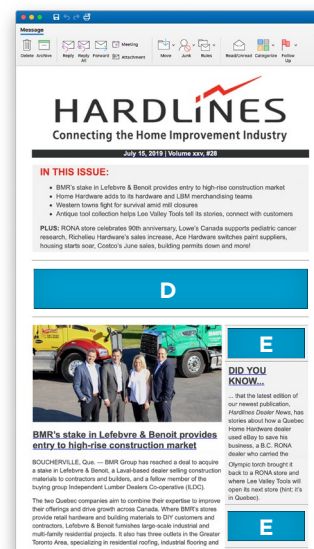 Message
Delete Archive Reply Reply All Forward Meeting Attachment Move Junk Rules Read/Unread Categorize Follow Up
HARDLINES
Connecting the Home Improvement Industry
July 15, 2019 | Volume xxv, #28
IN THIS ISSUE:
• BMR's stake in Lefebvre & Benoit provides entry to high-rise construction market
• Home Hardware adds to its hardware and LBM merchandising teams
• Western towns fight for survival amid mill closures
• Antique tool collection helps Lee Valley Tools tell its stories, connect with customers
PLUS: RONA store celebrates 90th anniversary, Lowe's Canada supports pediatric cancer
research, Richelieu Hardware's sales increase, Ace Hardware switches paint suppliers,
housing starts soar, Costco's June sales, building permits down and more!
D
BMR's stake in Lefebvre & Benoit provides
entry to high-rise construction market
BOUCHERVILLE, Que. — BMR Group has reached a deal to acquire
a stake in Lefebvre & Benoit, a Laval-based dealer selling construction
materials to contractors and builders, and a fellow member of the
buying group Independent Lumber Dealers Co-operative (ILDC).
The two Quebec companies aim to combine their expertise to improve
their offerings and drive growth across Canada. Where BMR's stores
provide retail hardware and building materials to DIY customers and
contractors, Lefebvre & Benoit furnishes large-scale industrial and
multi-family residential projects. It also has three outlets in the Greater
Toronto Area, specializing in residential roofing, industrial flooring and
E
DID YOU
KNOW...
... that the latest edition of
our newest publication,
Hardlines Dealer News, has
stories about how a Quebec
Home Hardware dealer
used eBay to save his
business, a B.C. RONA
dealer who carried the
Olympic torch brought it
back to a RONA store and
where Lee Valley Tools will
open its next store (hint: it's
in Quebec).
E